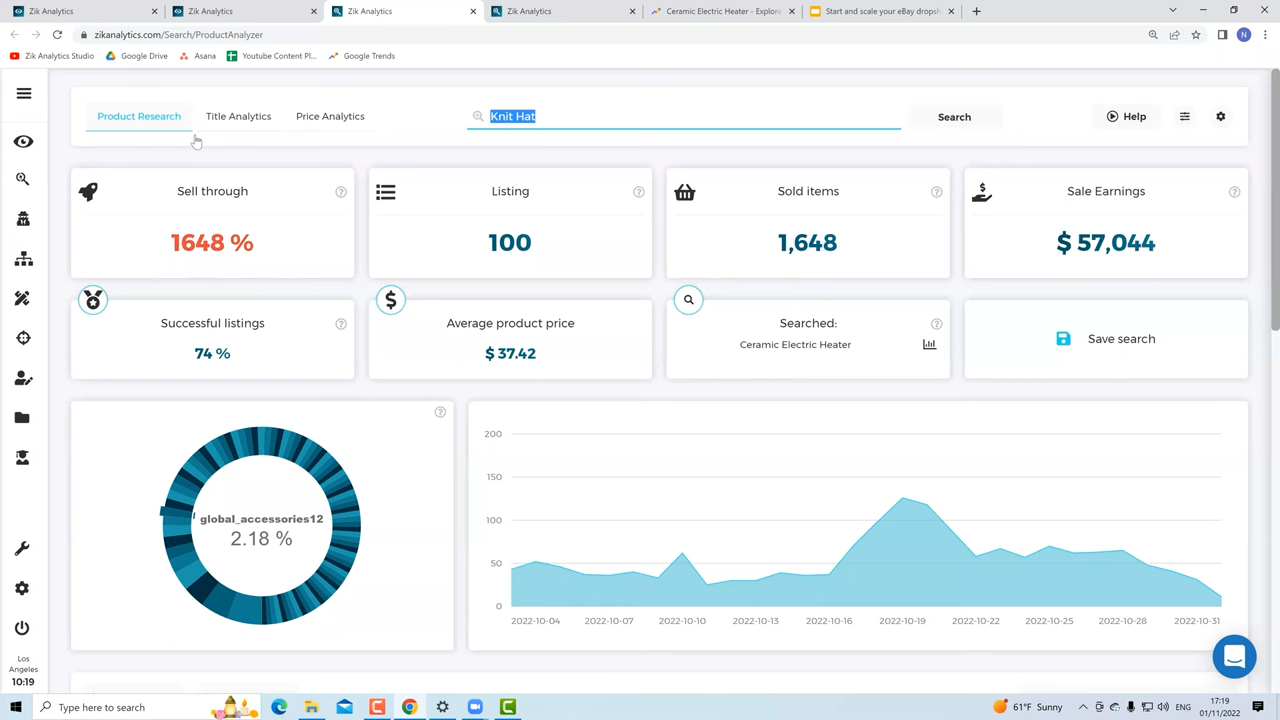 Zik Analytics
Zik Analytics
Zik Analytics
Zik Analytics
Ceramic Electric Heater - Explore
Start and scale your eBay dropsh
zikanalytics.com/Search/ProductAnalyzer
N
Zik Analytics Studio
Google Drive
Asana
Youtube Content Pl...
Google Trends
Product Research
Title Analytics
Price Analytics
Knit Hat
Search
Help
Sell through
Listing
Sold items
Sale Earnings
1648 %
100
1,648
$ 57,044
Successful listings
Average product price
Searched:
Save search
74 %
$ 37.42
Ceramic Electric Heater
global_accessories12
2.18 %
200
150
100
50
0
2022-10-04 2022-10-07 2022-10-10 2022-10-13 2022-10-16 2022-10-19 2022-10-22 2022-10-25 2022-10-28 2022-10-31
Los
Angeles
10:19
Type here to search
61°F Sunny
ENG
17:19
01/11/2022